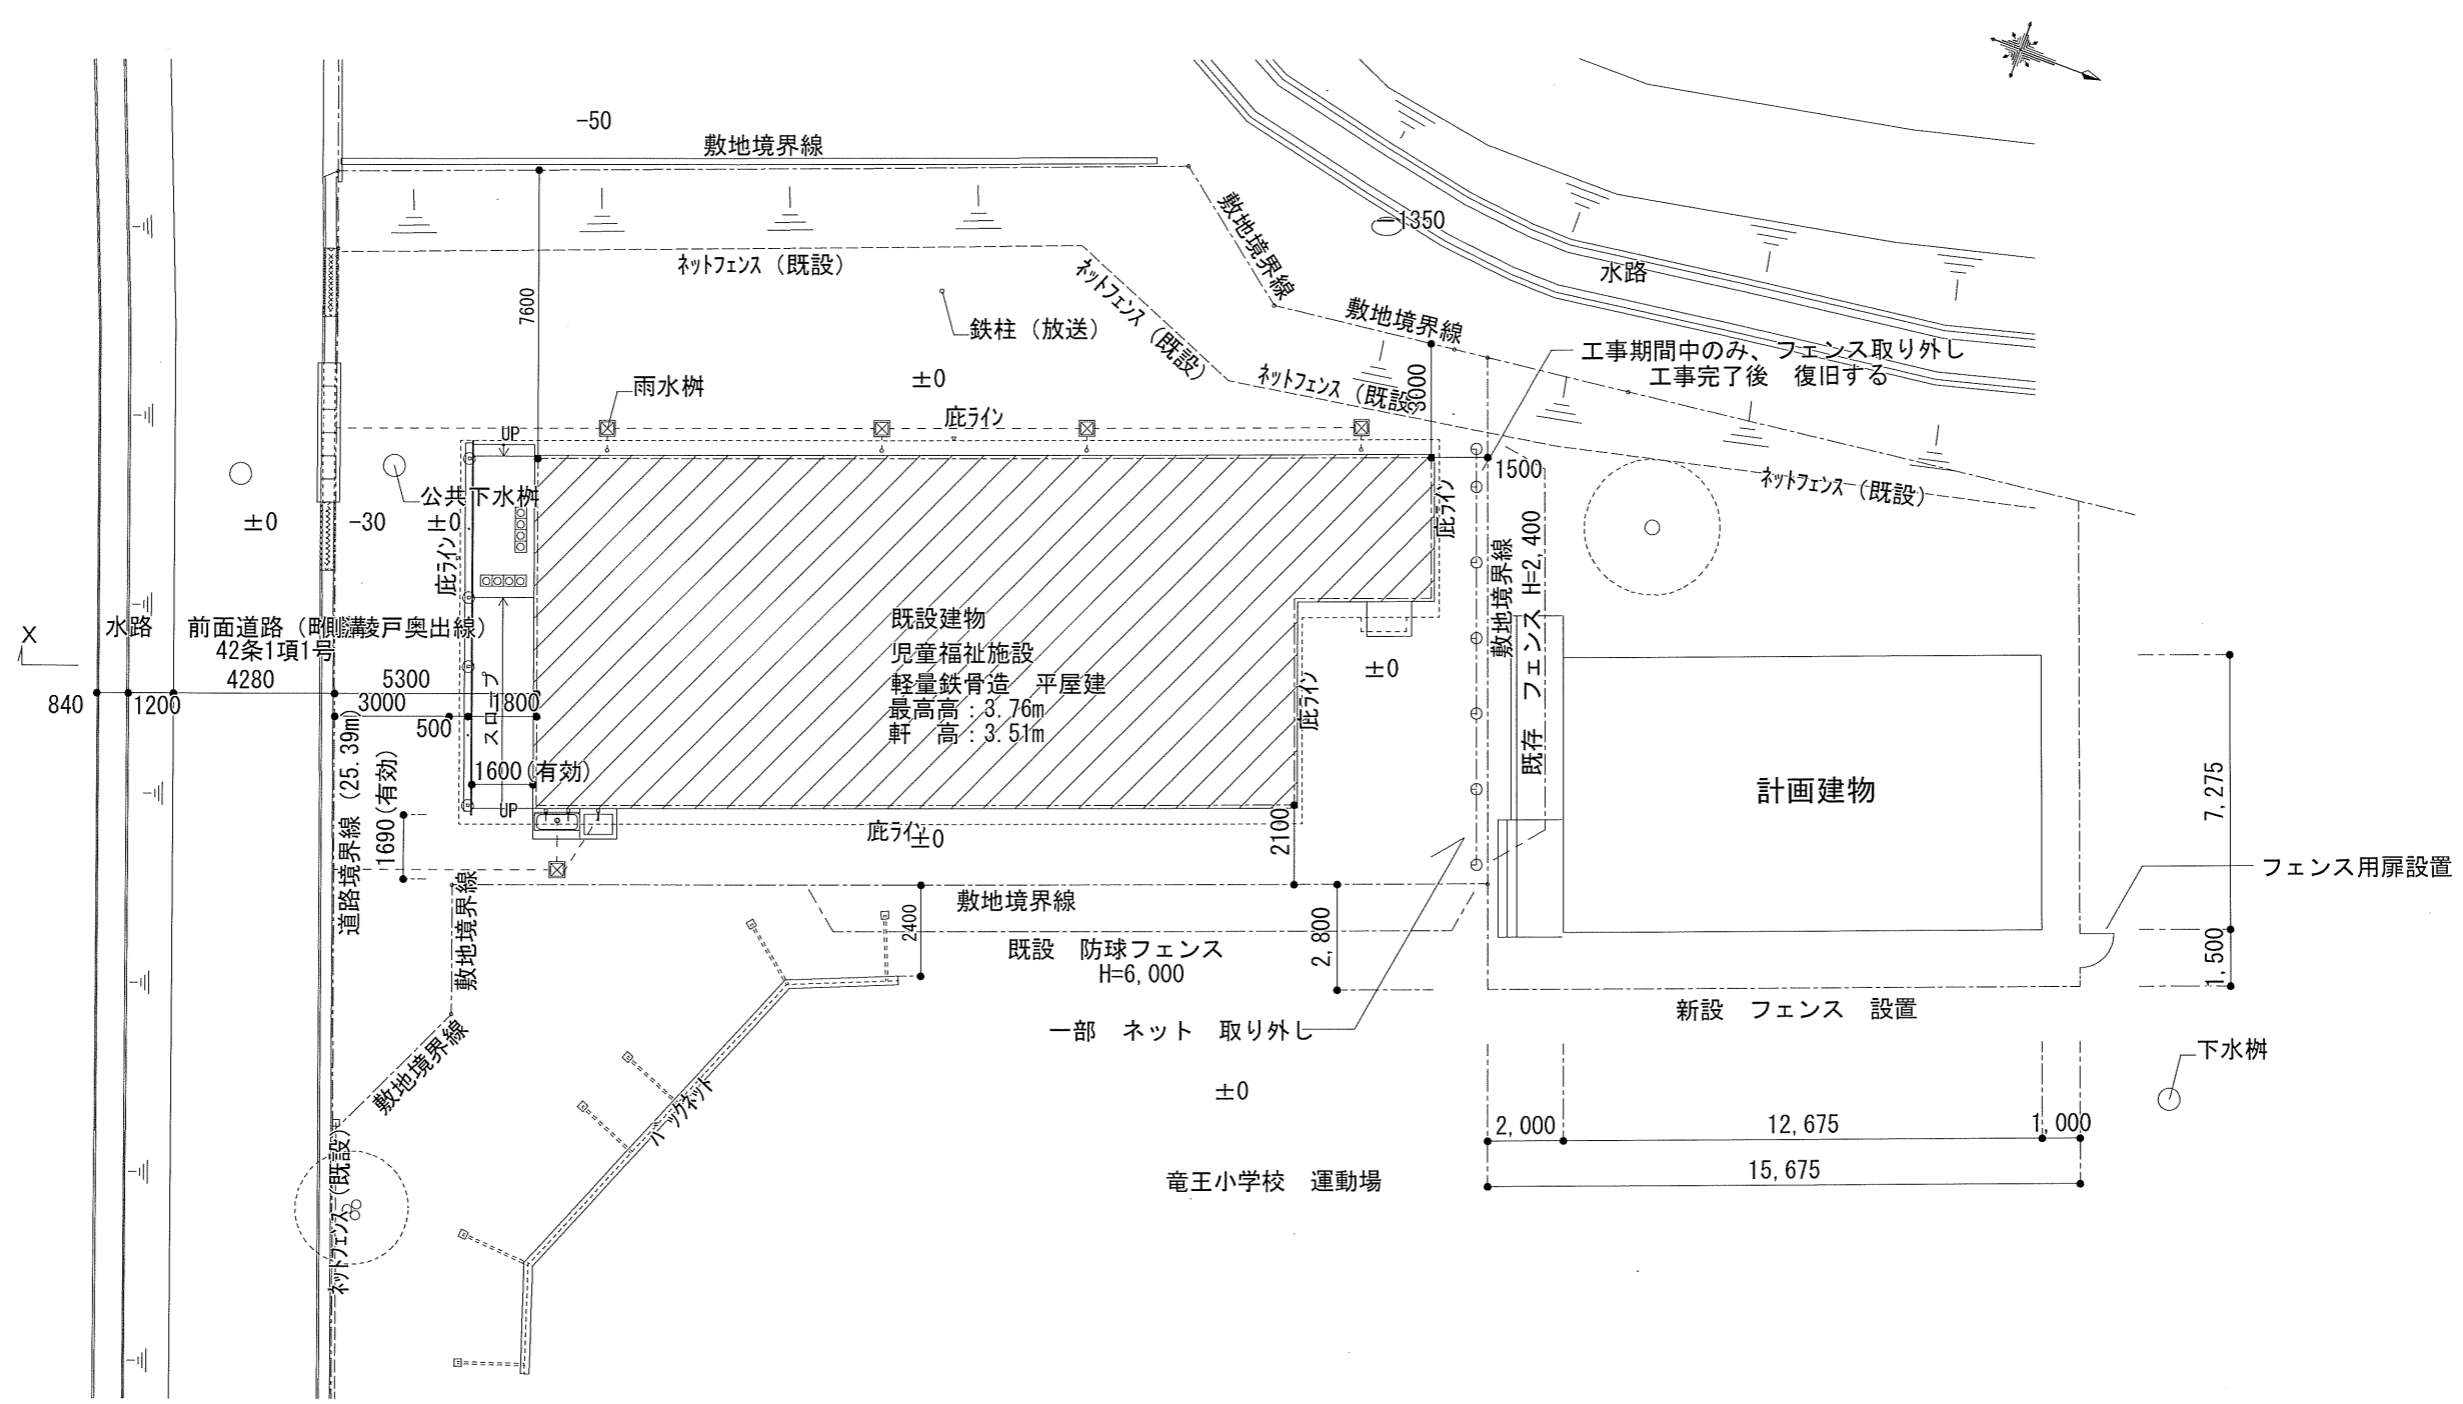 -50
敷地境界線
敷地境界線
-1350
水路
ネットフェンス（既設）
ネットフェンス（既設）
7600
鉄柱（放送）
敷地境界線
工事期間中のみ、フェンス取り外し
工事完了後　復旧する
雨水桝
±0
ネットフェンス（既設
3000
庇ライン
UP
1500
公共下水桝
ネットフェンス（既設）
±0
-30
±0
庇ライン
庇ライン
敷地境界線
既存　フェンス H=2,400
X
水路
42条1項1号
既設建物
児童福祉施設
軽量鉄骨造　平屋建
最高高：3.76m
軒　高：3.51m
±0
4280
5300
840
1200
3000
1800
500
スロープ
庇ライン
1600(有効)
UP
道路境界線（25.39m）
1690(有効)
計画建物
7,275
庇ライン
±0
2100
フェンス用扉設置
敷地境界線
敷地境界線
2400
既設　防球フェンス
H=6,000
2,800
1,500
新設　フェンス　設置
一部　ネット　取り外し
敷地境界線
下水桝
バックネット
±0
2,000
12,675
1,000
15,675
竜王小学校　運動場
ネットフェンス（既設）